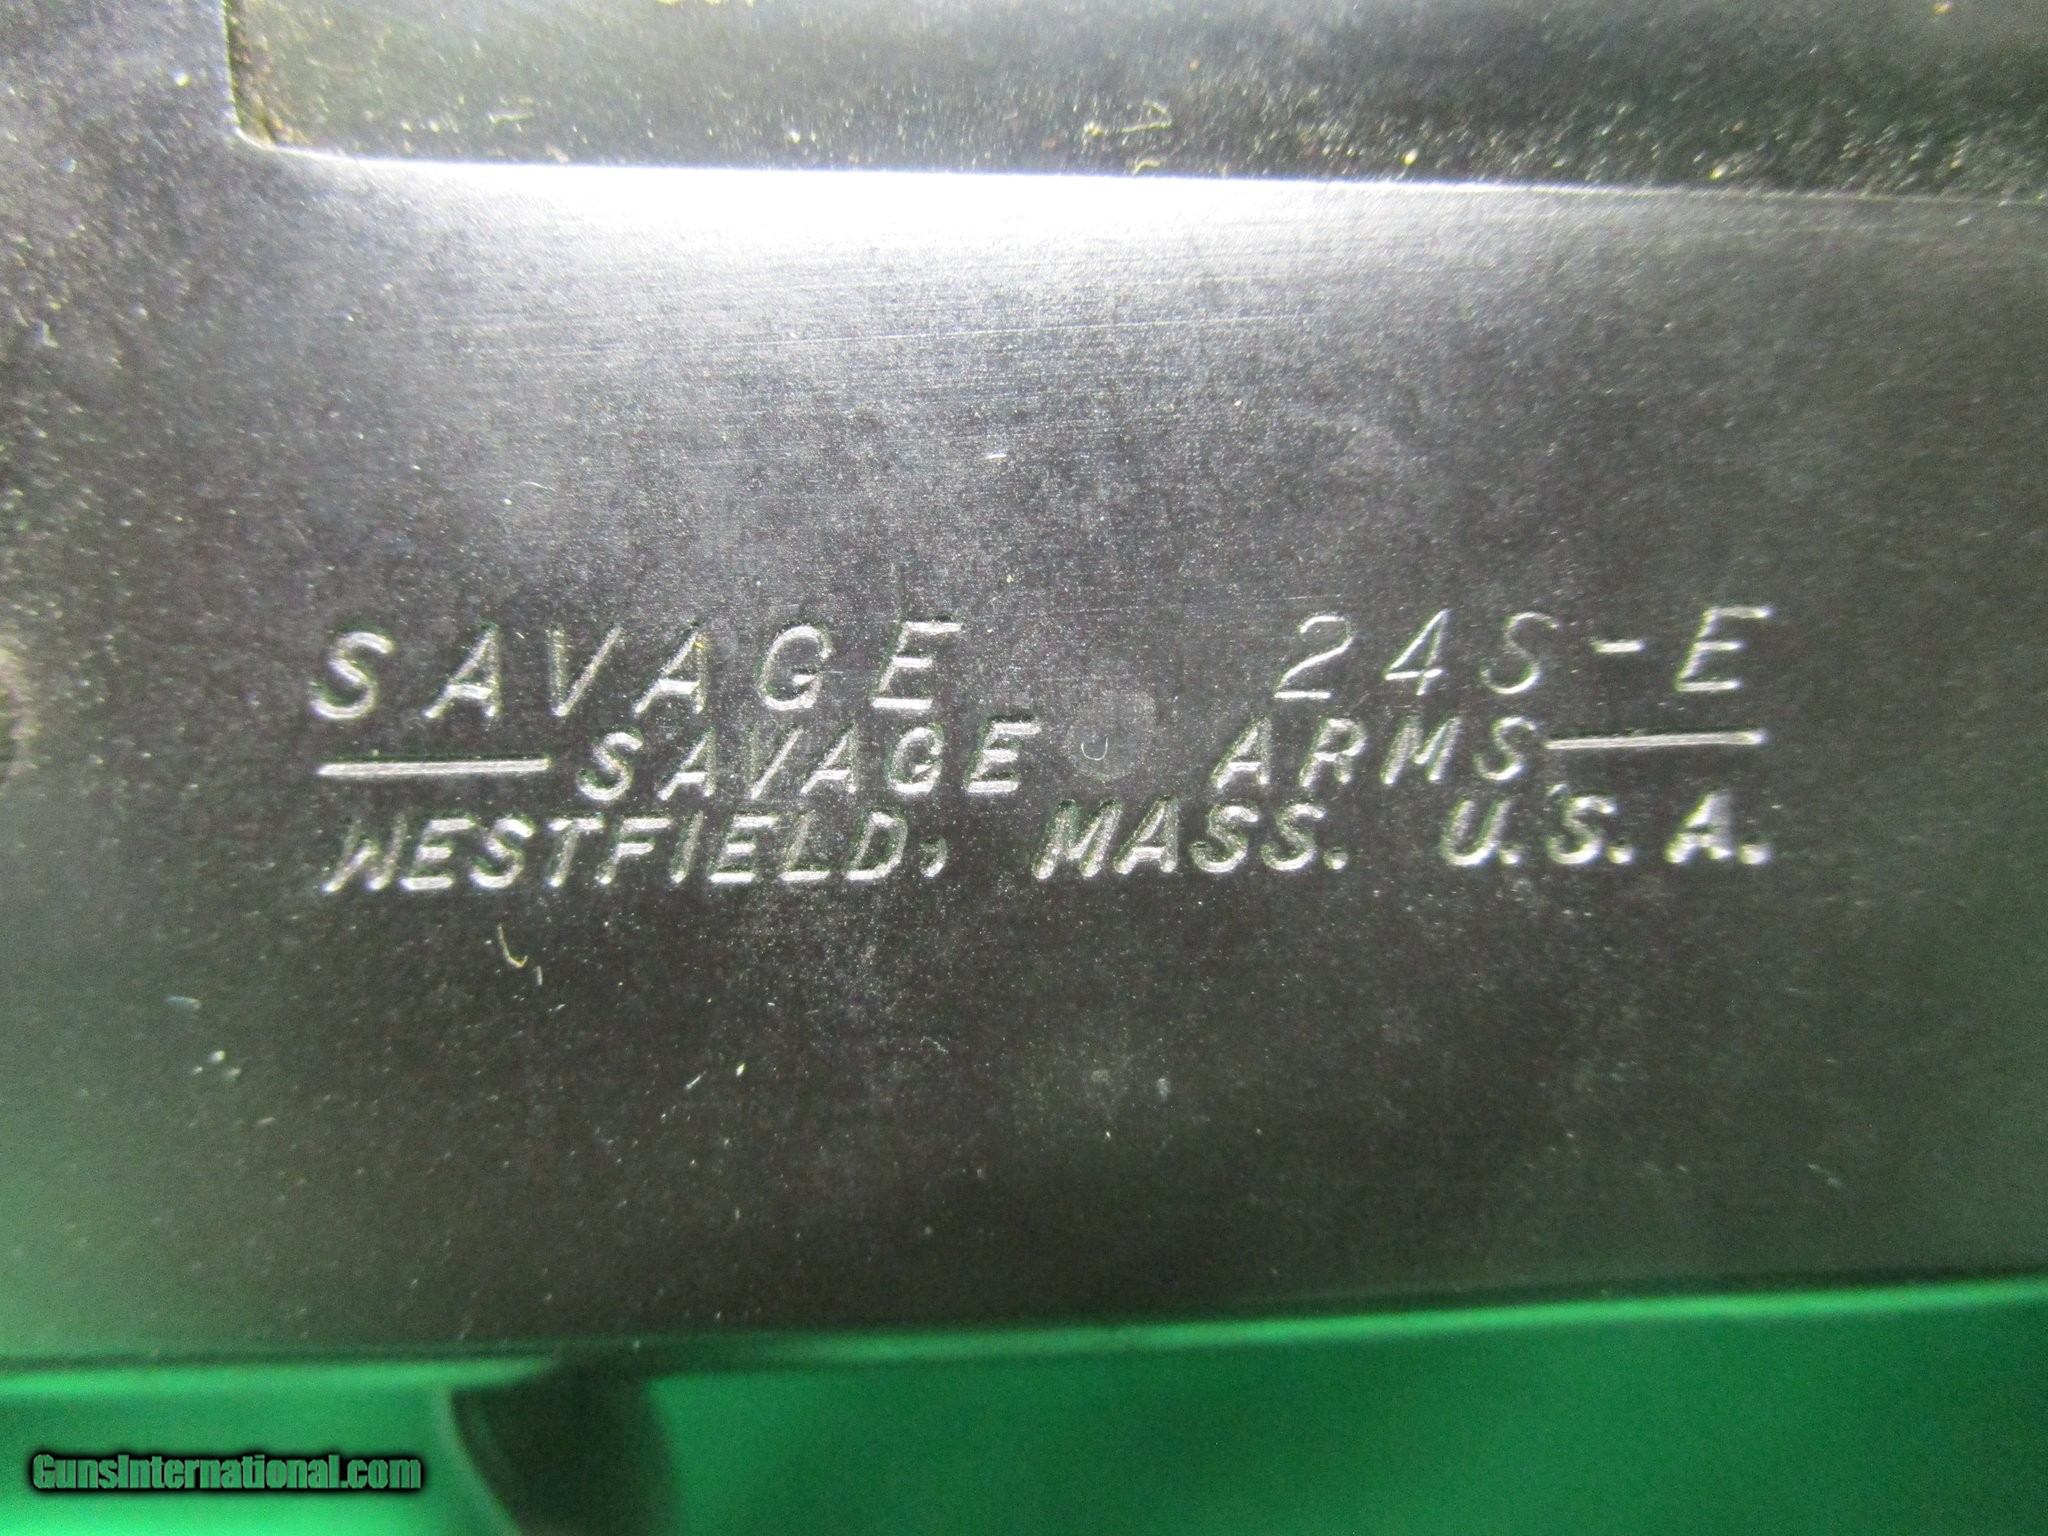 SAVAGE 24S-E
SAVAGE ARMS
WESTFIELD, MASS. U.S.A.
GunsInternational.com